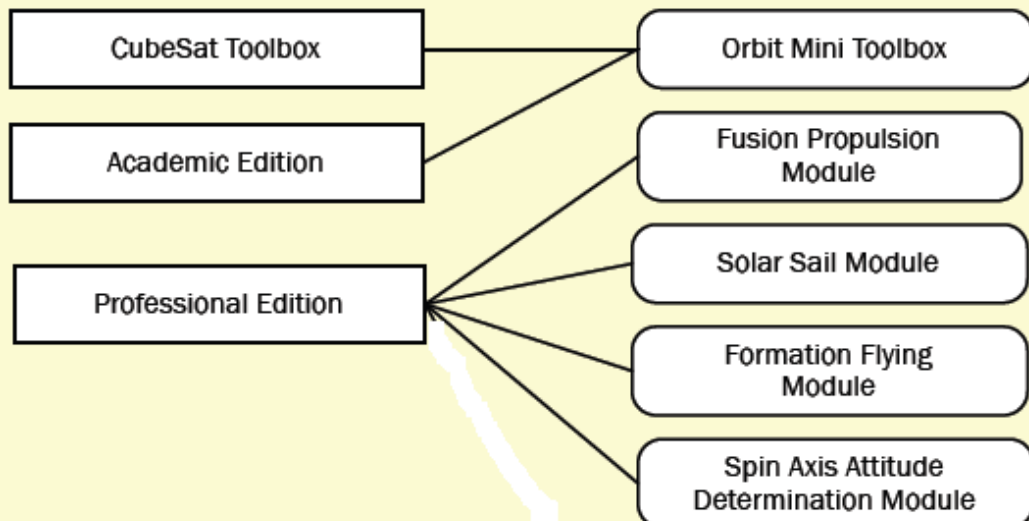 CubeSat Toolbox
Orbit Mini Toolbox
Academic Edition
Fusion Propulsion
Module
Professional Edition
Solar Sail Module
Formation Flying
Module
Spin Axis Attitude
Determination Module